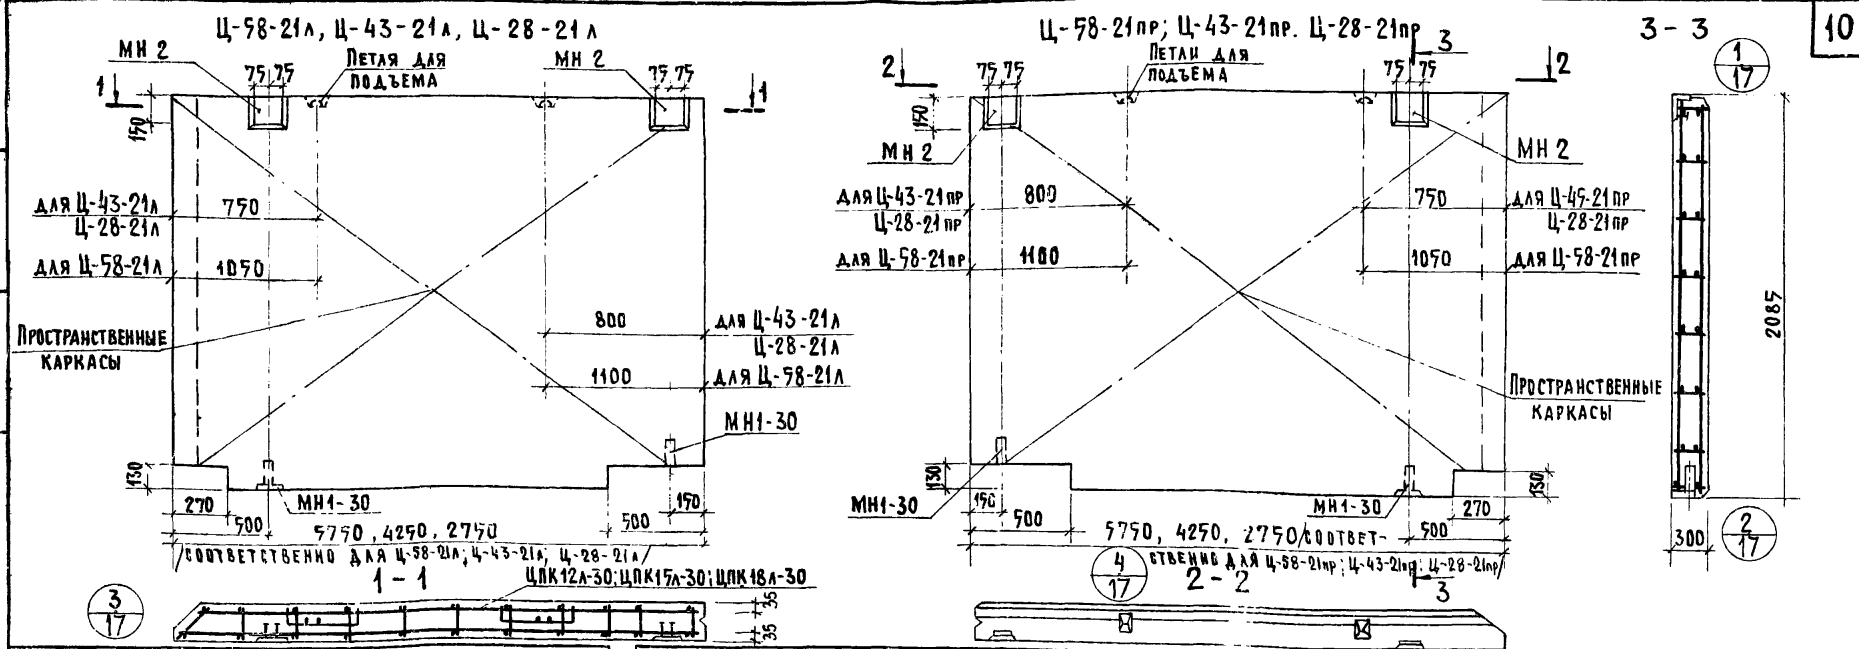 Ц-58-21л, Ц-43-21л, Ц-28-21л
Ц-58-21пр; Ц-43-21пр. Ц-28-21пр
3-3
10
МН 2
75 75
Петля для
подъема
МН 2
75 75
1
1
150
для Ц-43-21л
Ц-28-21л
750
для Ц-58-21л
1050
Пространственные
каркасы
800
для Ц-43-21л
Ц-28-21л
1100
для Ц-58-21л
МН1-30
130
270
МН1-30
150
500
5750, 4250, 2750
500
/соответственно для Ц-58-21л; Ц-43-21л; Ц-28-21л/
1-1
ЦПК12л-30; ЦПК15л-30; ЦПК18л-30
3
17
35
35
2
75 75
Петли для
подъема
75 75
3
2
150
МН 2
МН 2
для Ц-43-21пр
Ц-28-21пр
800
750
для Ц-45-21пр
Ц-28-21пр
для Ц-58-21пр
1100
1050
для Ц-58-21пр
Пространственные
каркасы
130
МН1-30
150
МН1-30
270
130
500
5750, 4250, 2750/соответ-
500
ственно для Ц-58-21пр; Ц-43-21пр; Ц-28-21пр/
4
17
2-2
3
1
17
2085
300
2
17